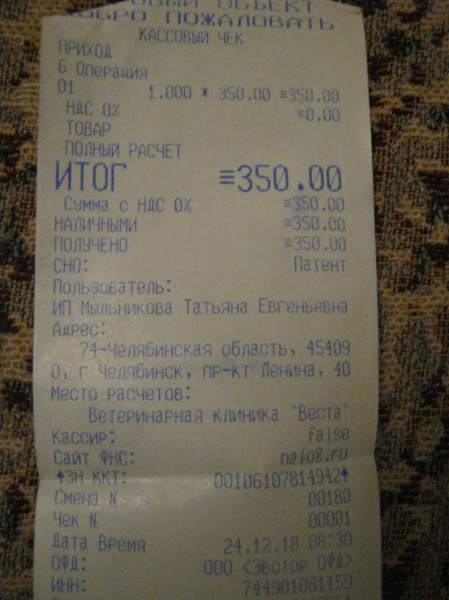 ОБЪЕКТ
ДОБРО ПОЖАЛОВАТЬ
КАССОВЫЙ ЧЕК
ПРИХОД
6 Операция
01 1.000 * 350.00 ≡350.00
НДС 0% ≡0.00
ТОВАР
ПОЛНЫЙ РАСЧЕТ
ИТОГ ≡350.00
Сумма с НДС 0% ≡350.00
НАЛИЧНЫМИ ≡350.00
ПОЛУЧЕНО ≡350.00
СНО: Патент
Пользователь:
ИП Мыльникова Татьяна Евгеньевна
Адрес:
74-Челябинская область, 45409
0, г Челябинск, пр-кт Ленина, 40
Место расчетов:
Ветеринарная клиника "Веста"
Кассир: false
Сайт ФНС: nalog.ru
ЗН ККТ: 00106107814942
Смена N 00180
Чек N 00001
Дата Время 24.12.18 08:30
ОФД: ООО <Эвотор ОФД>
ИНН: 744901081159